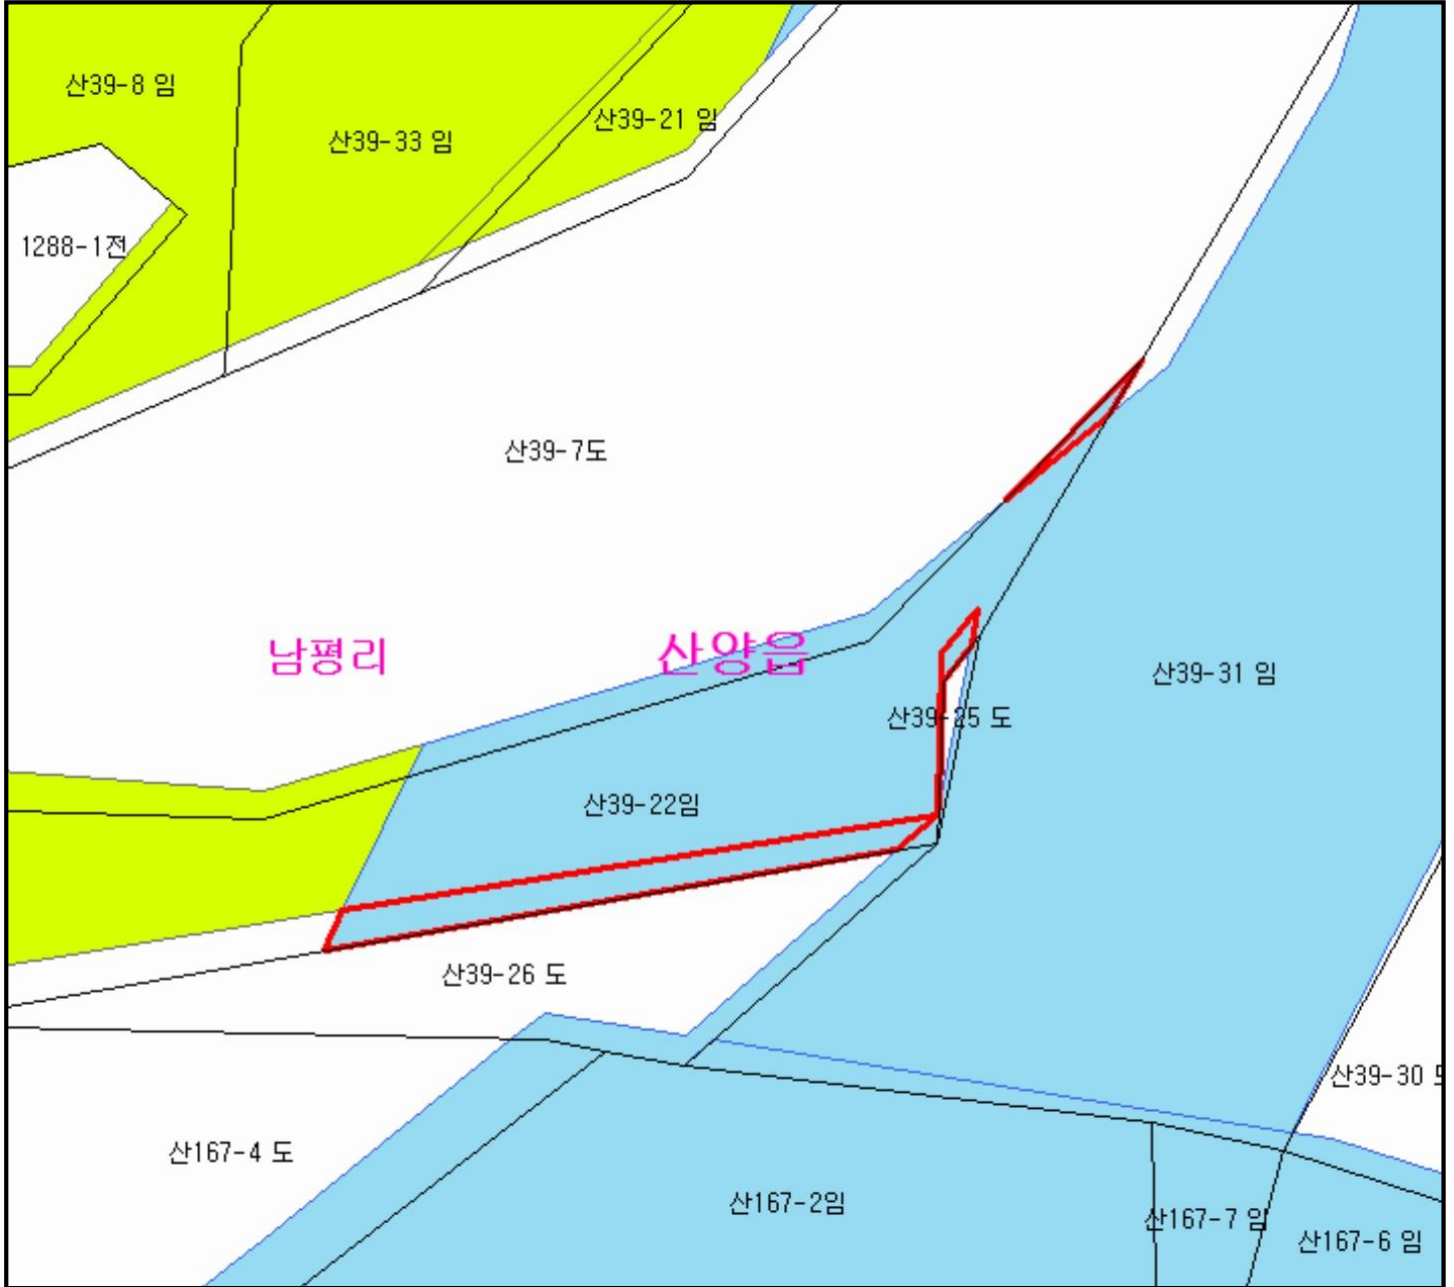 산39-8 임
산39-21 임
산39-33 임
1288-1전
산39-7도
남평리
산양읍
산39-31 임
산39-25 도
산39-22임
산39-26 도
산39-30 도
산167-4 도
산167-2임
산167-7 임
산167-6 임